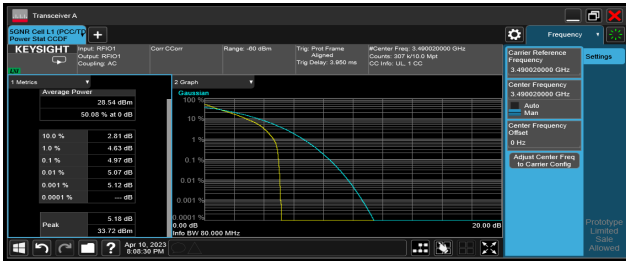 Transceiver A
5GNR Cell L1 (PCC/TD
Power Stat CCDF
Frequency
KEYSIGHT
LXI
Input: RFIO1
Output: RFIO1
Coupling: AC
Corr CCorr
Range: -60 dBm
Trig: Prot Frame
Aligned
Trig Delay: 3.950 ms
#Center Freq: 3.490020000 GHz
Counts: 307 k/10.0 Mpt
CC Info: UL, 1 CC
1 Metrics
Average Power
28.54 dBm
50.08 % at 0 dB
10.0 % 2.81 dB
1.0 % 4.63 dB
0.1 % 4.97 dB
0.01 % 5.07 dB
0.001 % 5.12 dB
0.0001 % --- dB
Peak 5.18 dB
33.72 dBm
2 Graph
Gaussian
100 %
10 %
1 %
0.1 %
0.01 %
0.001 %
0.0001 %
0.00 dB 20.00 dB
Info BW 80.000 MHz
Carrier Reference
Frequency
3.490020000 GHz
Center Frequency
3.490020000 GHz
Auto
Man
Center Frequency
Offset
0 Hz
Adjust Center Freq
to Carrier Config
Settings
Prototype
Limited
Sale
Allowed
?
Apr 10, 2023
8:08:30 PM